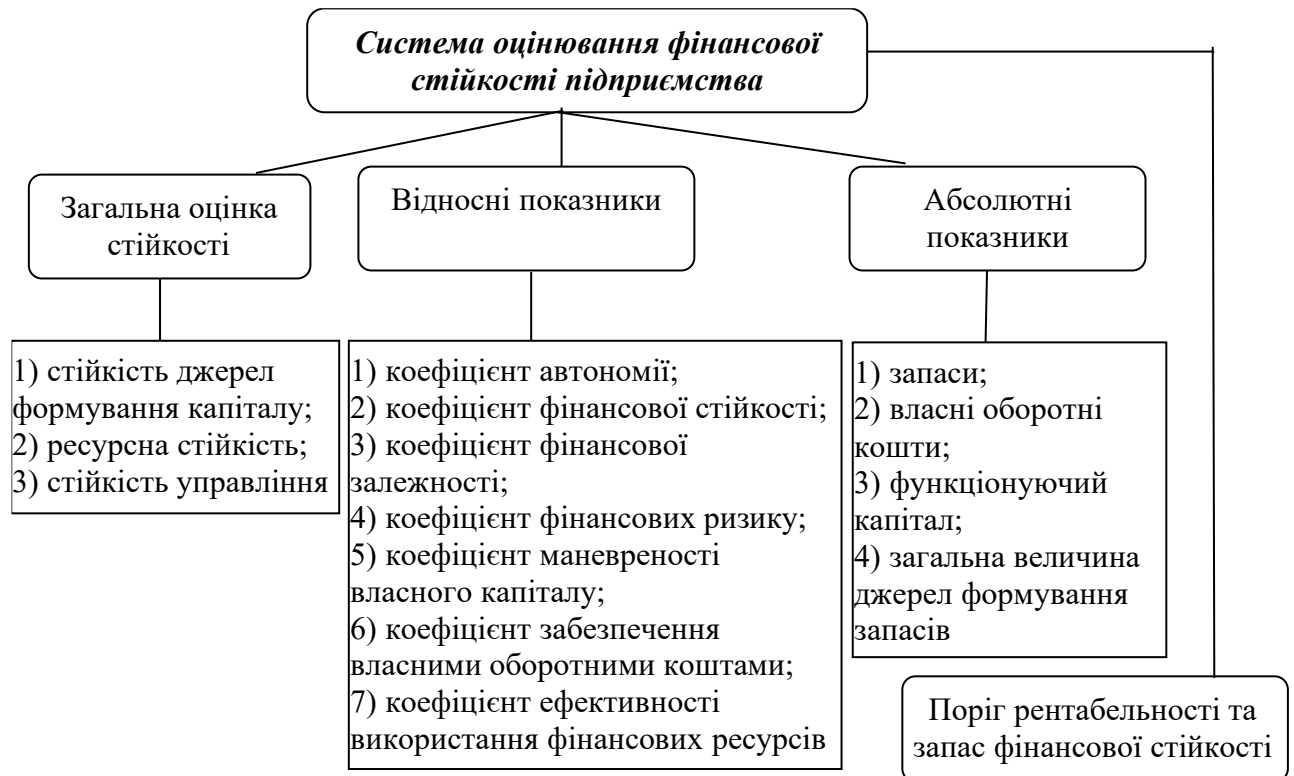 Система оцінювання фінансової
стійкості підприємства
Загальна оцінка
стійкості
Відносні показники
Абсолютні
показники
1) стійкість джерел
формування капіталу;
2) ресурсна стійкість;
3) стійкість управління
1) коефіцієнт автономії;
2) коефіцієнт фінансової стійкості;
3) коефіцієнт фінансової
залежності;
4) коефіцієнт фінансових ризику;
5) коефіцієнт маневреності
власного капіталу;
6) коефіцієнт забезпечення
власними оборотними коштами;
7) коефіцієнт ефективності
використання фінансових ресурсів
1) запаси;
2) власні оборотні
кошти;
3) функціонуючий
капітал;
4) загальна величина
джерел формування
запасів
Поріг рентабельності та
запас фінансової стійкості